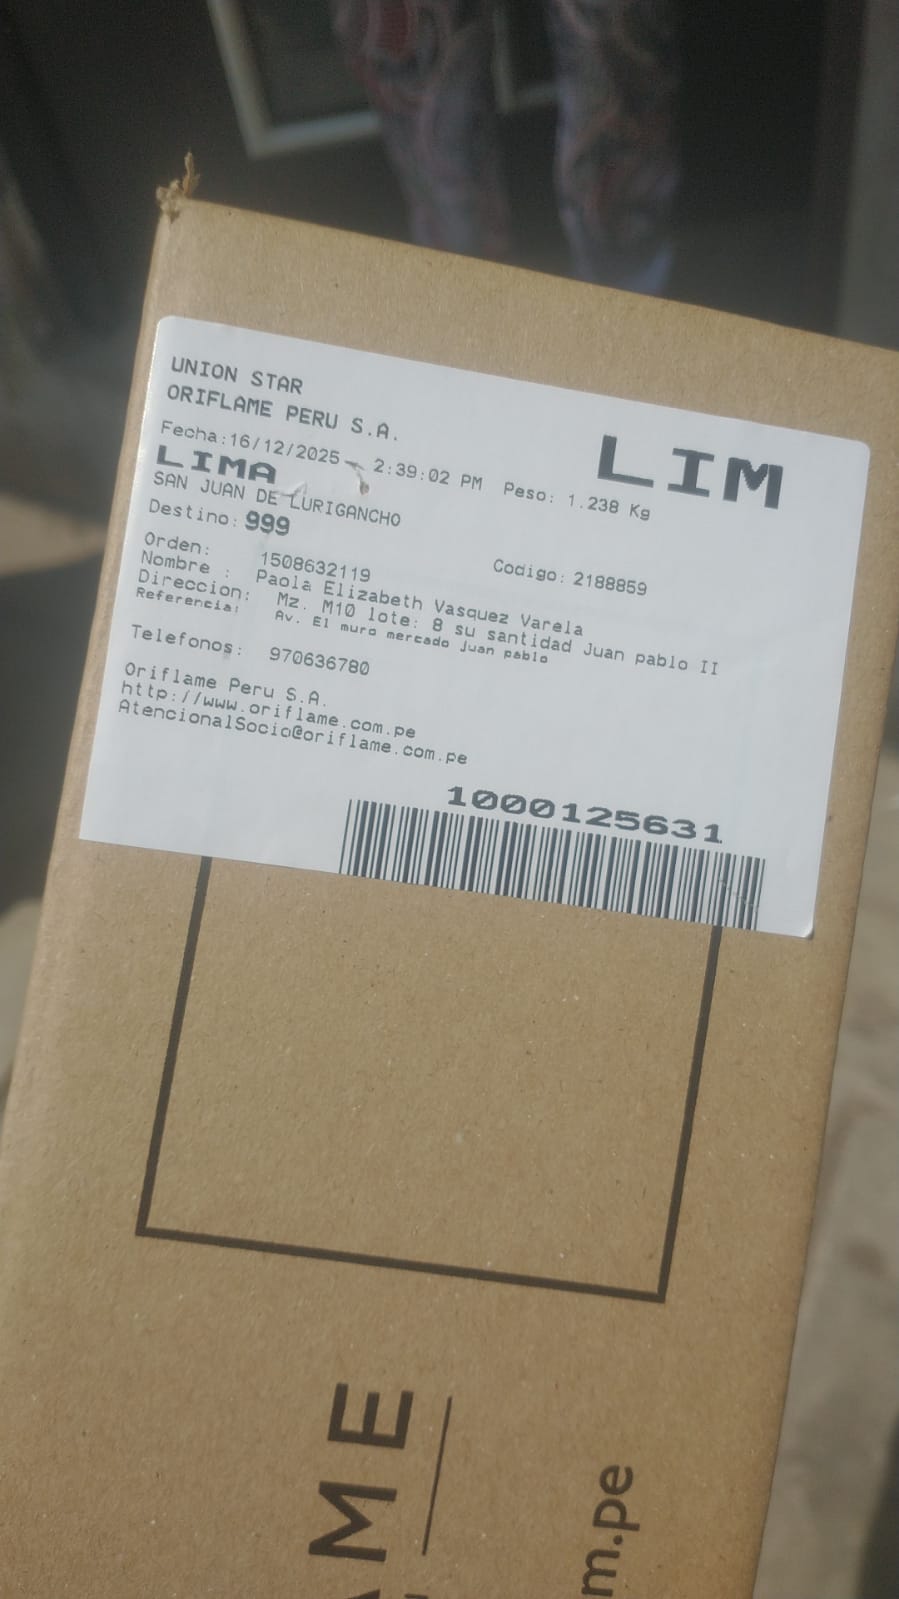 UNION STAR
ORIFLAME PERU S.A.
LIM
Fecha:16/12/2025 2:39:02 PM Peso: 1.238 Kg
LIMA
SAN JUAN DE LURIGANCHO
Destino: 999
Orden: 1508632119 Codigo: 2188859
Nombre : Paola Elizabeth Vasquez Varela
Direccion: Mz. M10 lote: 8 su santidad Juan pablo II
Referencia: Av. El muro mercado juan pablo
Telefonos: 970636780
Oriflame Peru S.A.
http://www.oriflame.com.pe
AtencionalSocio@oriflame.com.pe
1000125631
AME
m.pe